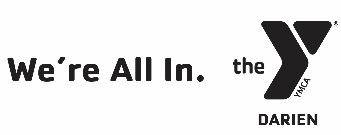 We're All In.
the Y®
YMCA
DARIEN